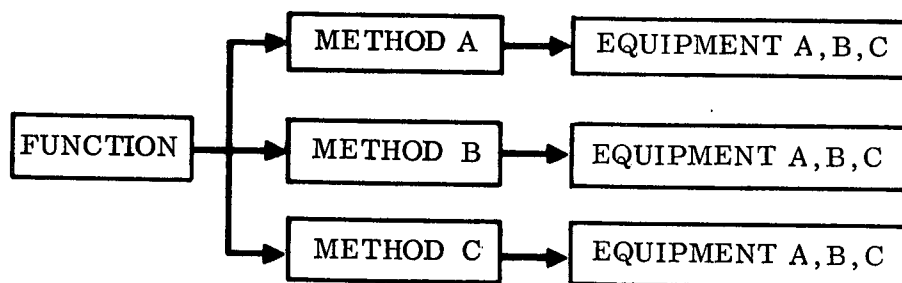 METHOD A
EQUIPMENT A,B,C
FUNCTION
METHOD B
EQUIPMENT A,B,C
METHOD C
EQUIPMENT A,B,C